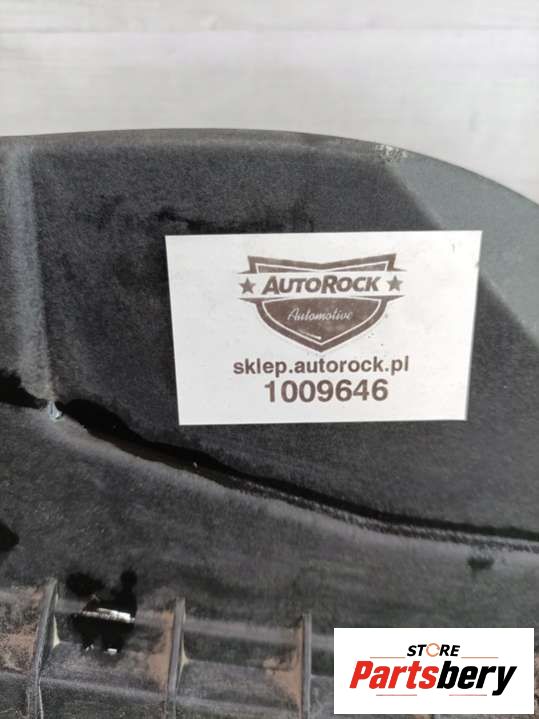 AUTOROCK
Automotive
sklep.autorock.pl
1009646
STORE
Partsbery